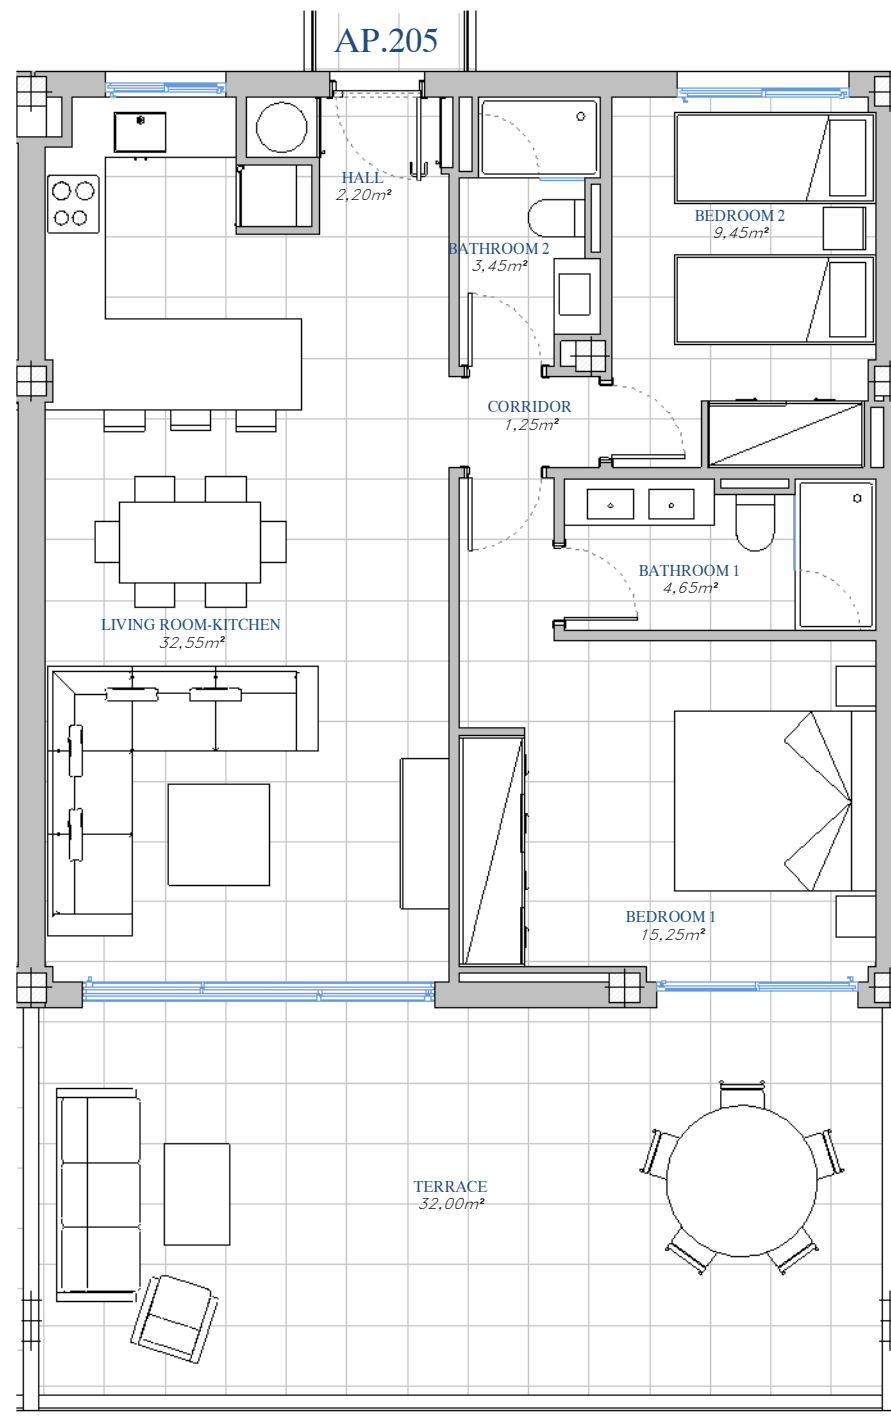 AP.205
HALL
2,20m²
BEDROOM 2
9,45m²
BATHROOM 2
3,45m²
CORRIDOR
1,25m²
BATHROOM 1
4,65m²
LIVING ROOM-KITCHEN
32,55m²
BEDROOM 1
15,25m²
TERRACE
32,00m²